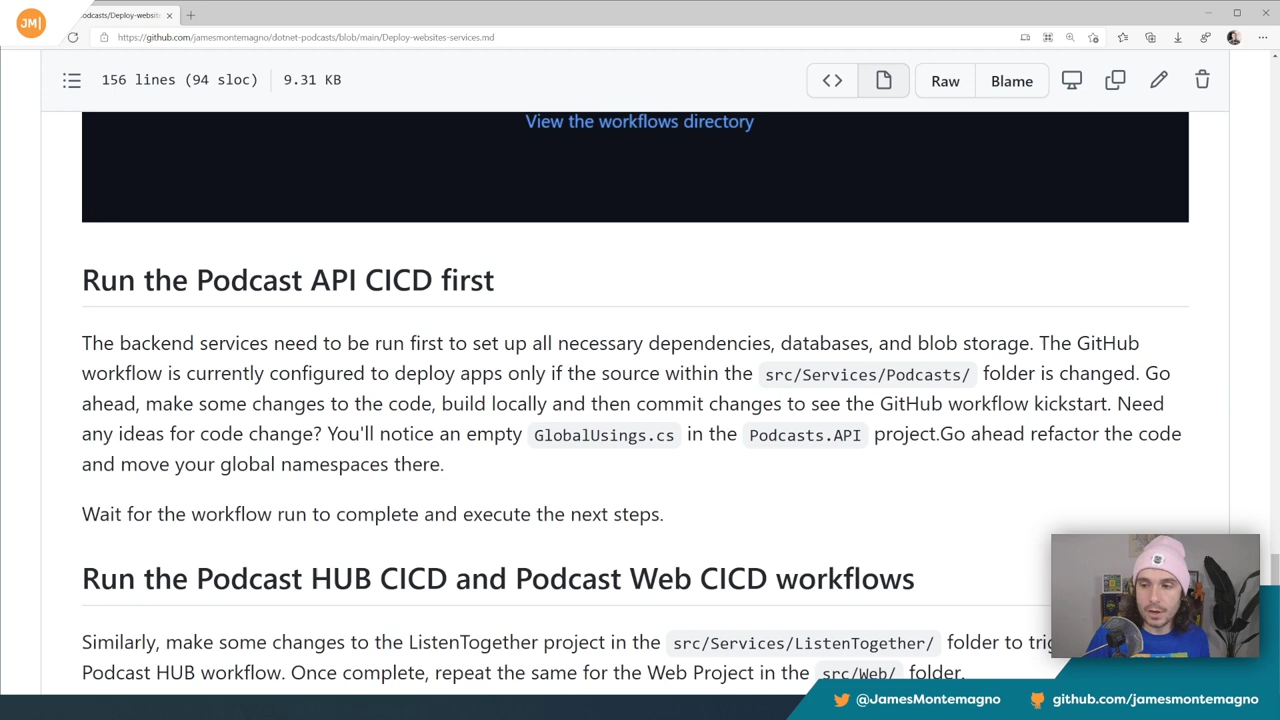 JM|
odcasts/Deploy-websites
https://github.com/jamesmontemagno/dotnet-podcasts/blob/main/Deploy-websites-services.md
156 lines (94 sloc) 9.31 KB
Raw Blame
View the workflows directory
Run the Podcast API CICD first
The backend services need to be run first to set up all necessary dependencies, databases, and blob storage. The GitHub
workflow is currently configured to deploy apps only if the source within the src/Services/Podcasts/ folder is changed. Go
ahead, make some changes to the code, build locally and then commit changes to see the GitHub workflow kickstart. Need
any ideas for code change? You'll notice an empty GlobalUsings.cs in the Podcasts.API project.Go ahead refactor the code
and move your global namespaces there.
Wait for the workflow run to complete and execute the next steps.
Run the Podcast HUB CICD and Podcast Web CICD workflows
Similarly, make some changes to the ListenTogether project in the src/Services/ListenTogether/ folder to
Podcast HUB workflow. Once complete, repeat the same for the Web Project in the src/Web/ folder.
@JamesMontemagno github.com/jamesmontemagno